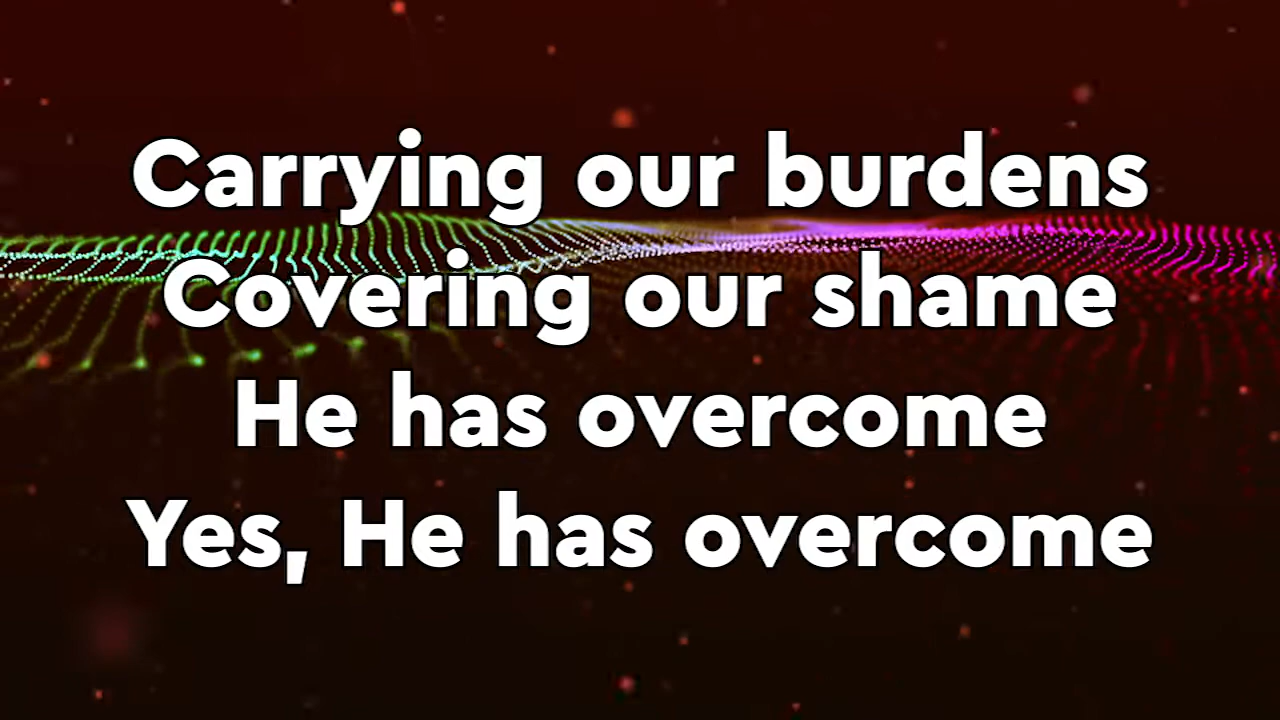 Carrying our burdens
Covering our shame
He has overcome
Yes, He has overcome